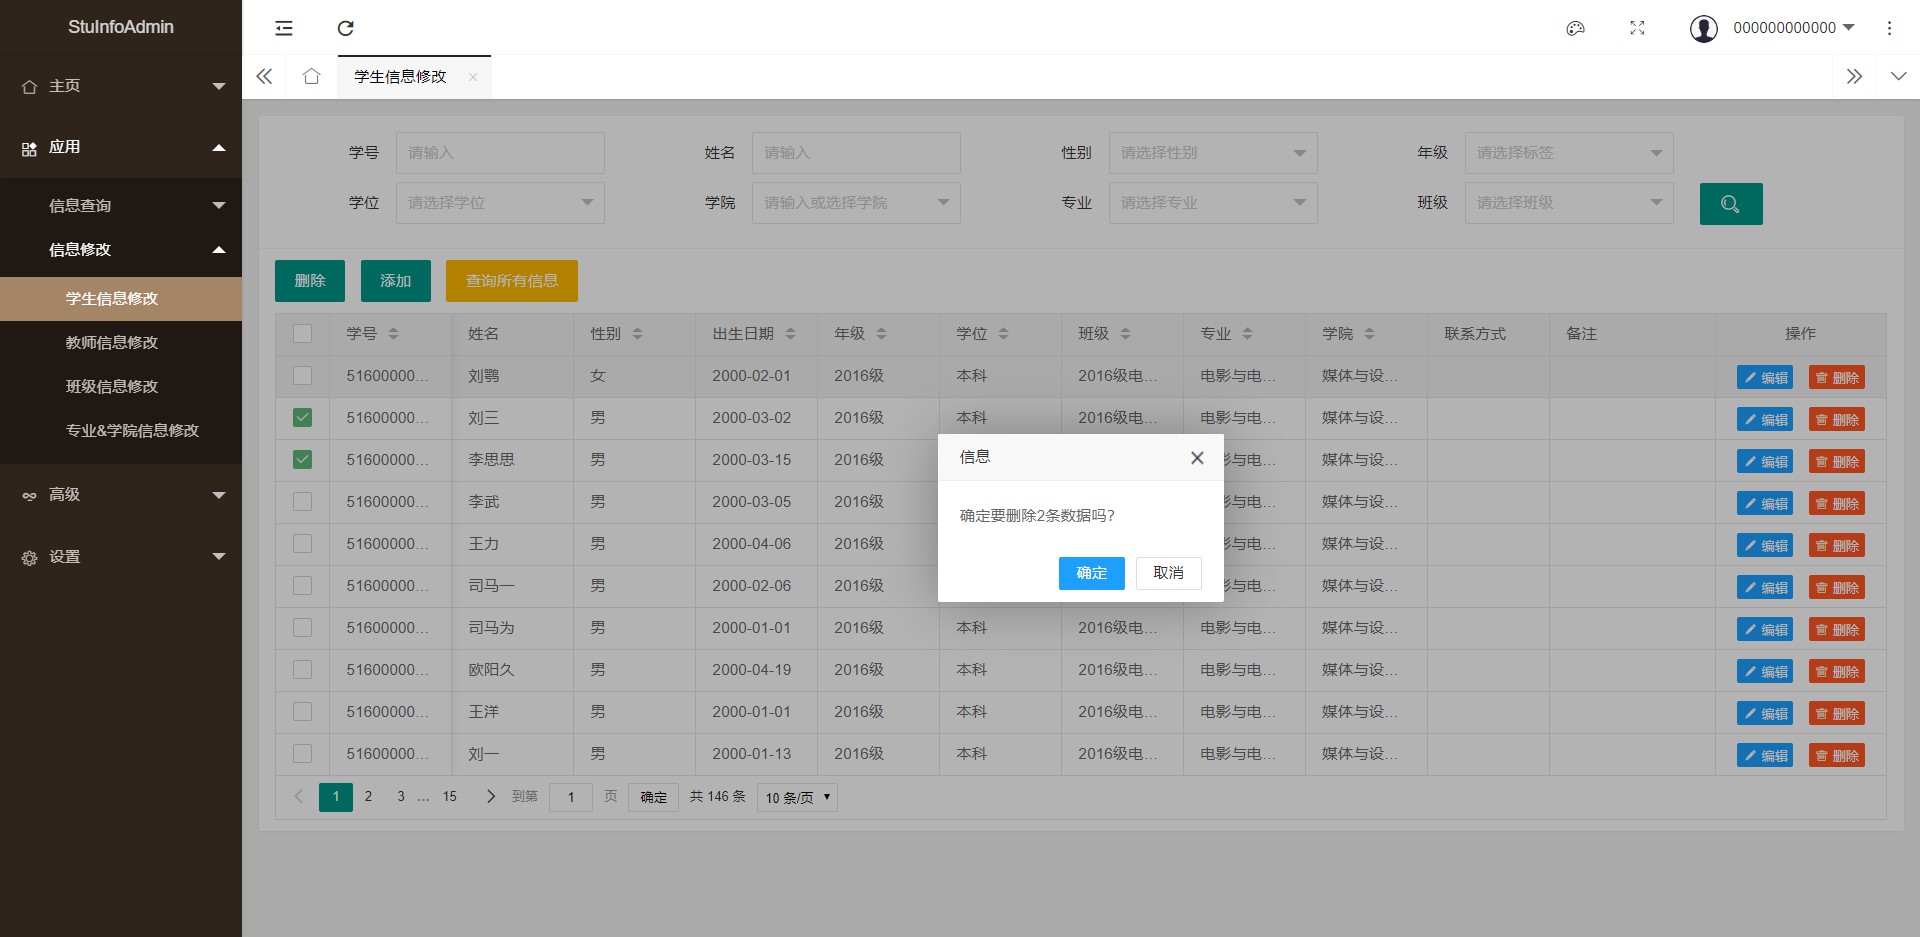 StuInfoAdmin
000000000000
主页
应用
信息查询
信息修改
学生信息修改
教师信息修改
班级信息修改
专业&学院信息修改
高级
设置
学生信息修改
学号 请输入 姓名 请输入 性别 请选择性别 年级 请选择标签
学位 请选择学位 学院 请输入或选择学院 专业 请选择专业 班级 请选择班级
删除 添加 查询所有信息
学号 姓名 性别 出生日期 年级 学位 班级 专业 学院 联系方式 备注 操作
51600000... 刘鹗 女 2000-02-01 2016级 本科 2016级电... 电影与电... 媒体与设... 编辑 删除
51600000... 刘三 男 2000-03-02 2016级 本科 2016级电... 电影与电... 媒体与设... 编辑 删除
51600000... 李思思 男 2000-03-15 2016级 影与电... 媒体与设... 编辑 删除
51600000... 李武 男 2000-03-05 2016级 影与电... 媒体与设... 编辑 删除
51600000... 王力 男 2000-04-06 2016级 影与电... 媒体与设... 编辑 删除
51600000... 司马一 男 2000-02-06 2016级 影与电... 媒体与设... 编辑 删除
51600000... 司马为 男 2000-01-01 2016级 本科 2016级电... 电影与电... 媒体与设... 编辑 删除
51600000... 欧阳久 男 2000-04-19 2016级 本科 2016级电... 电影与电... 媒体与设... 编辑 删除
51600000... 王洋 男 2000-01-01 2016级 本科 2016级电... 电影与电... 媒体与设... 编辑 删除
51600000... 刘一 男 2000-01-13 2016级 本科 2016级电... 电影与电... 媒体与设... 编辑 删除
1 2 3 ... 15 到第 1 页 确定 共 146 条 10 条/页
信息
确定要删除2条数据吗?
确定 取消